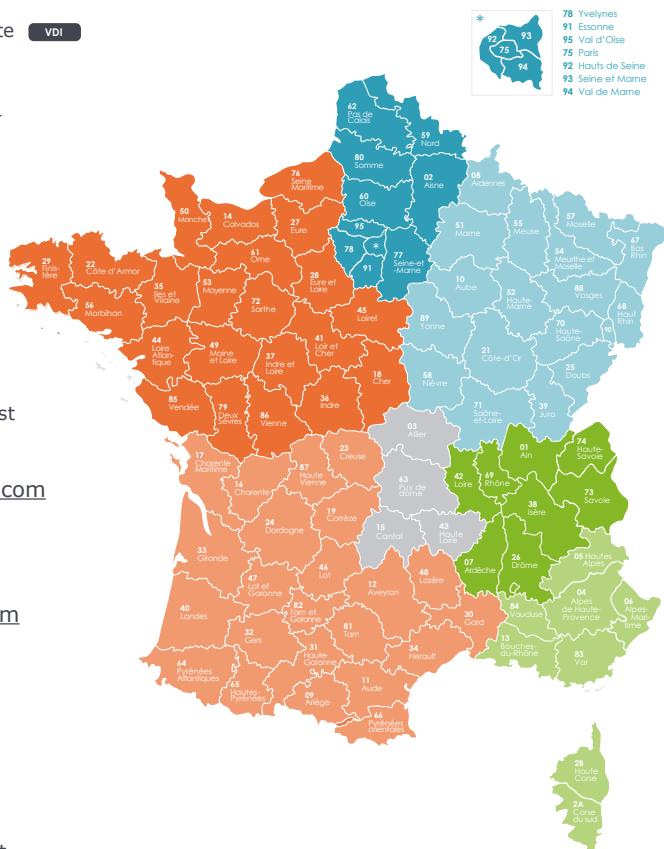 te VDI
*
92
93
75
94
78 Yvelynes
91 Essonne
95 Val d'Oise
75 Paris
92 Hauts de Seine
93 Seine et Marne
94 Val de Marne
62
Pas de
Calais
59
Nord
80
Somme
02
Aisne
60
Oise
95
78
*
91
77
Seine-et
-Marne
76
Seine
Maritime
50
Manche
14
Calvados
27
Eure
61
Orne
29
Finis-
tère
22
Côte d'Armor
56
Morbihan
35
Iles et
Vilaine
53
Mayenne
72
Sarthe
28
Eure et
Loire
45
Loiret
44
Loire
Atlan-
tique
49
Maine
et Loire
37
Indre et
Loire
41
Loir et
Cher
18
Cher
36
Indre
85
Vendée
79
Deux
Sèvres
86
Vienne
08
Ardennes
51
Marne
55
Meuse
57
Moselle
54
Meurthe et
Moselle
67
Bas
Rhin
10
Aube
52
Haute-
Marne
88
Vosges
68
Haut
Rhin
89
Yonne
21
Côte-d'Or
70
Haute-
Saône
90
25
Doubs
58
Nièvre
71
Saône-
et-Loire
39
Jura
03
Allier
63
Puy de
dome
15
Cantal
43
Haute
Loire
01
Ain
74
Haute-
Savoie
42
Loire
69
Rhône
38
Isère
73
Savoie
07
Ardèche
26
Drôme
05 Hautes
Alpes
04
Alpes
de Haute-
Provence
06
Alpes-
Mari-
time
84
Vaucluse
13
Bouches-
du-Rhône
83
Var
17
Charente
Maritime
16
Charente
87
Haute
Vienne
23
Creuse
19
Corrèze
24
Dordogne
33
Gironde
47
Lot et
Garonne
46
Lot
12
Aveyron
48
Lozère
30
Gard
40
Landes
32
Gers
82
Tarn et
Garonne
81
Tarn
34
Herault
31
Haute-
Garonne
64
Pyrénées
Atlantiques
65
Hautes-
Pyrénées
09
Ariège
11
Aude
66
Pyrénées
orientales
2B
Haute
Corse
2A
Corse
du sud
st
.com
m